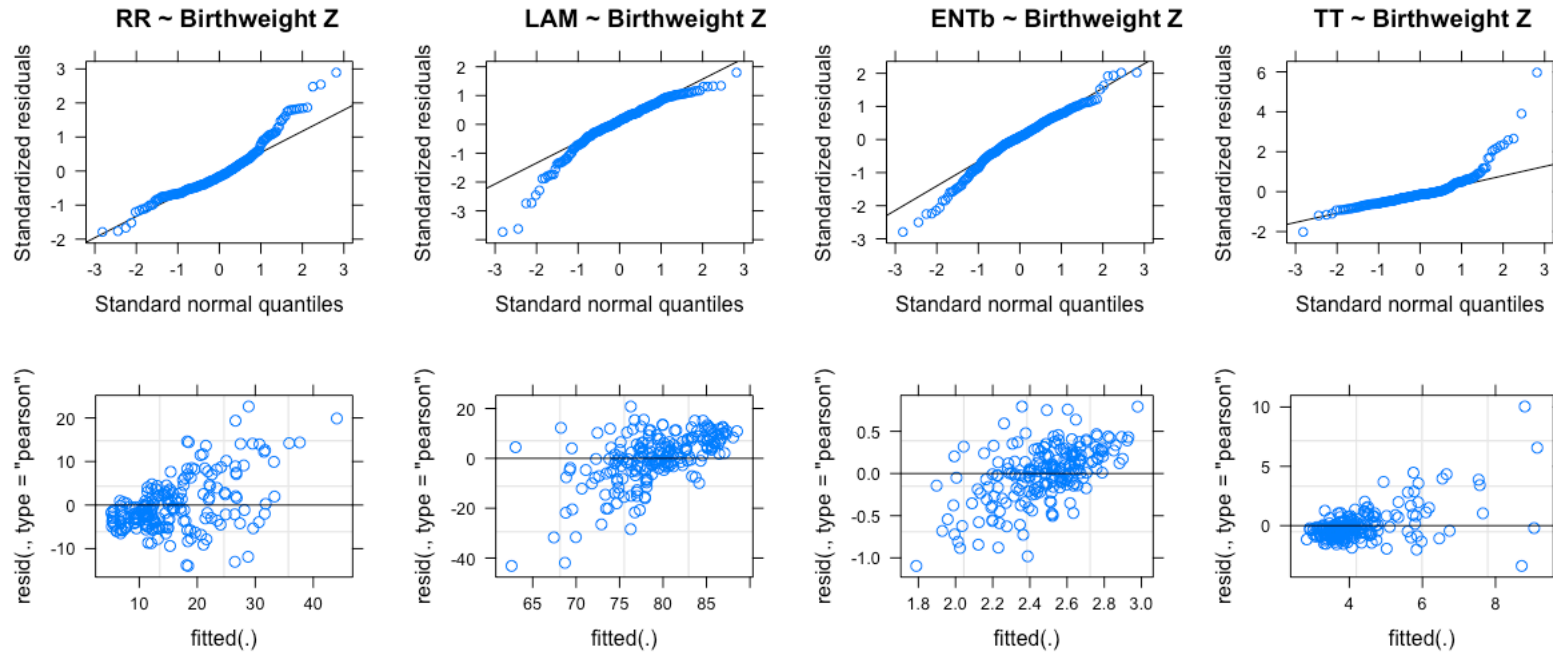 RR ~ Birthweight Z
LAM ~ Birthweight Z
ENTb ~ Birthweight Z
TT ~ Birthweight Z
Standardized residuals
3
2
1
0
-1
-2
-3 -2 -1 0 1 2 3
Standard normal quantiles
Standardized residuals
2
1
0
-1
-2
-3
-3 -2 -1 0 1 2 3
Standard normal quantiles
Standardized residuals
2
1
0
-1
-2
-3
-3 -2 -1 0 1 2 3
Standard normal quantiles
Standardized residuals
6
4
2
0
-2
-3 -2 -1 0 1 2 3
Standard normal quantiles
resid(., type = "pearson")
20
10
0
-10
10 20 30 40
fitted(.)
resid(., type = "pearson")
20
0
-20
-40
65 70 75 80 85
fitted(.)
resid(., type = "pearson")
0.5
0.0
-0.5
-1.0
1.8 2.0 2.2 2.4 2.6 2.8 3.0
fitted(.)
resid(., type = "pearson")
10
5
0
4 6 8
fitted(.)